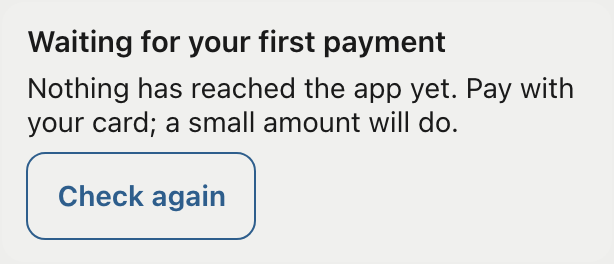 Waiting for your first payment
Nothing has reached the app yet. Pay with
your card; a small amount will do.
Check again